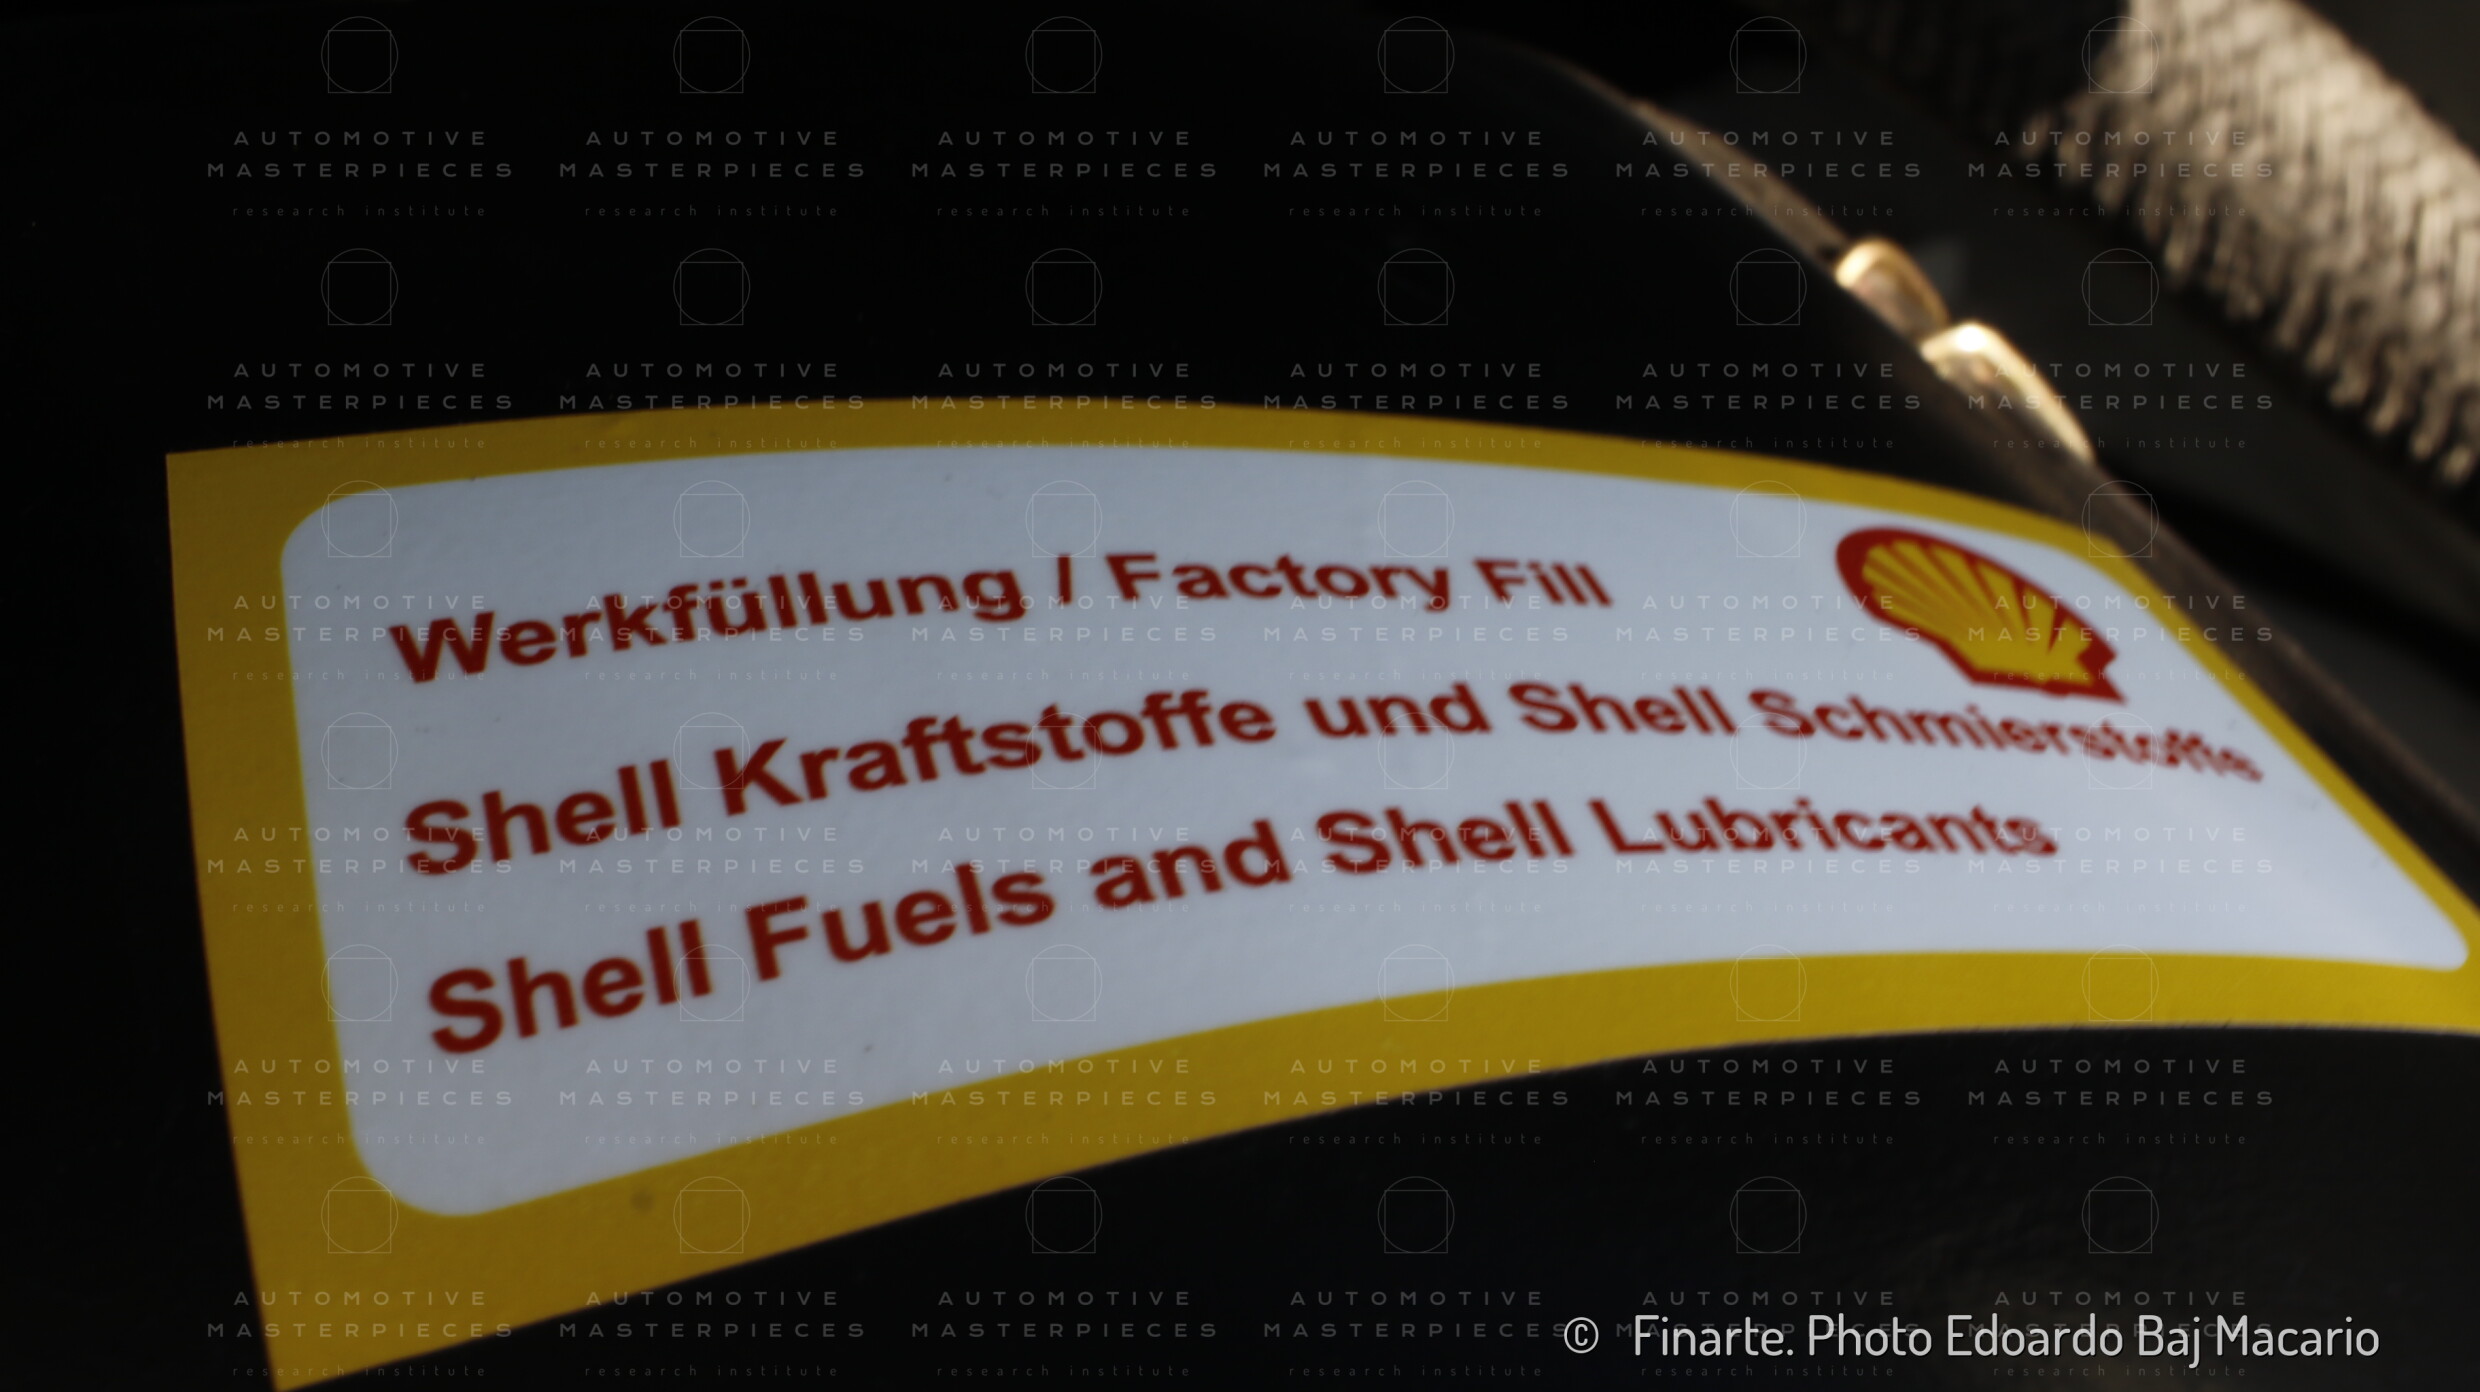 Werkfüllung / Factory Fill
Shell Kraftstoffe und Shell Schmierstoffe
Shell Fuels and Shell Lubricants
AUTOMOTIVE
MASTERPIECES
research institute
© Finarte. Photo Edoardo Baj Macario